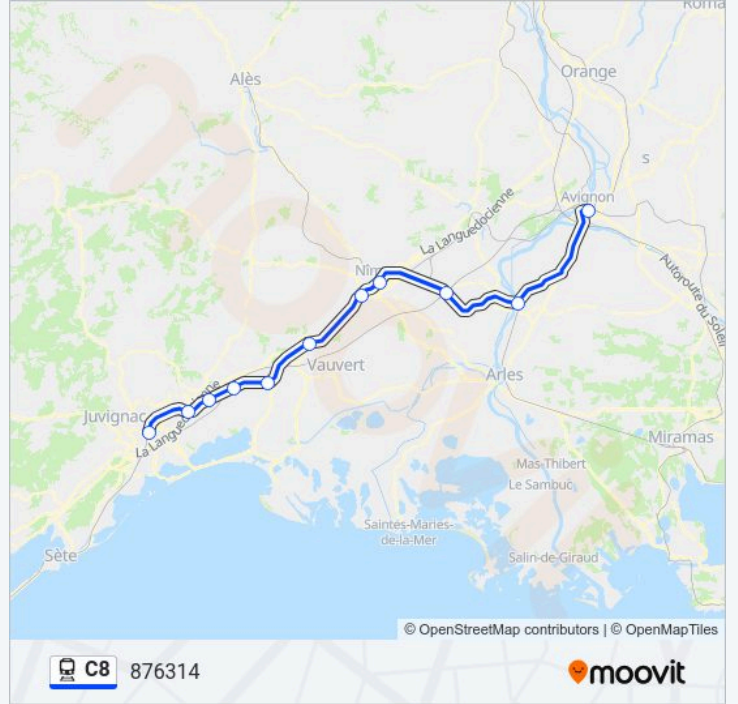 Roma
Alès
Orange
S
Avignon
La Languedocienne
Nîm
Autoroute du Soleil
Vauvert
Arles
Juvignac
La Languedocienne
Miramas
Mas-Thibert
Le Sambuc
Saintes-Maries-
de-la-Mer
Sète
Salin-de-Giraud
© OpenStreetMap contributors | © OpenMapTiles
C8 876314
moovit